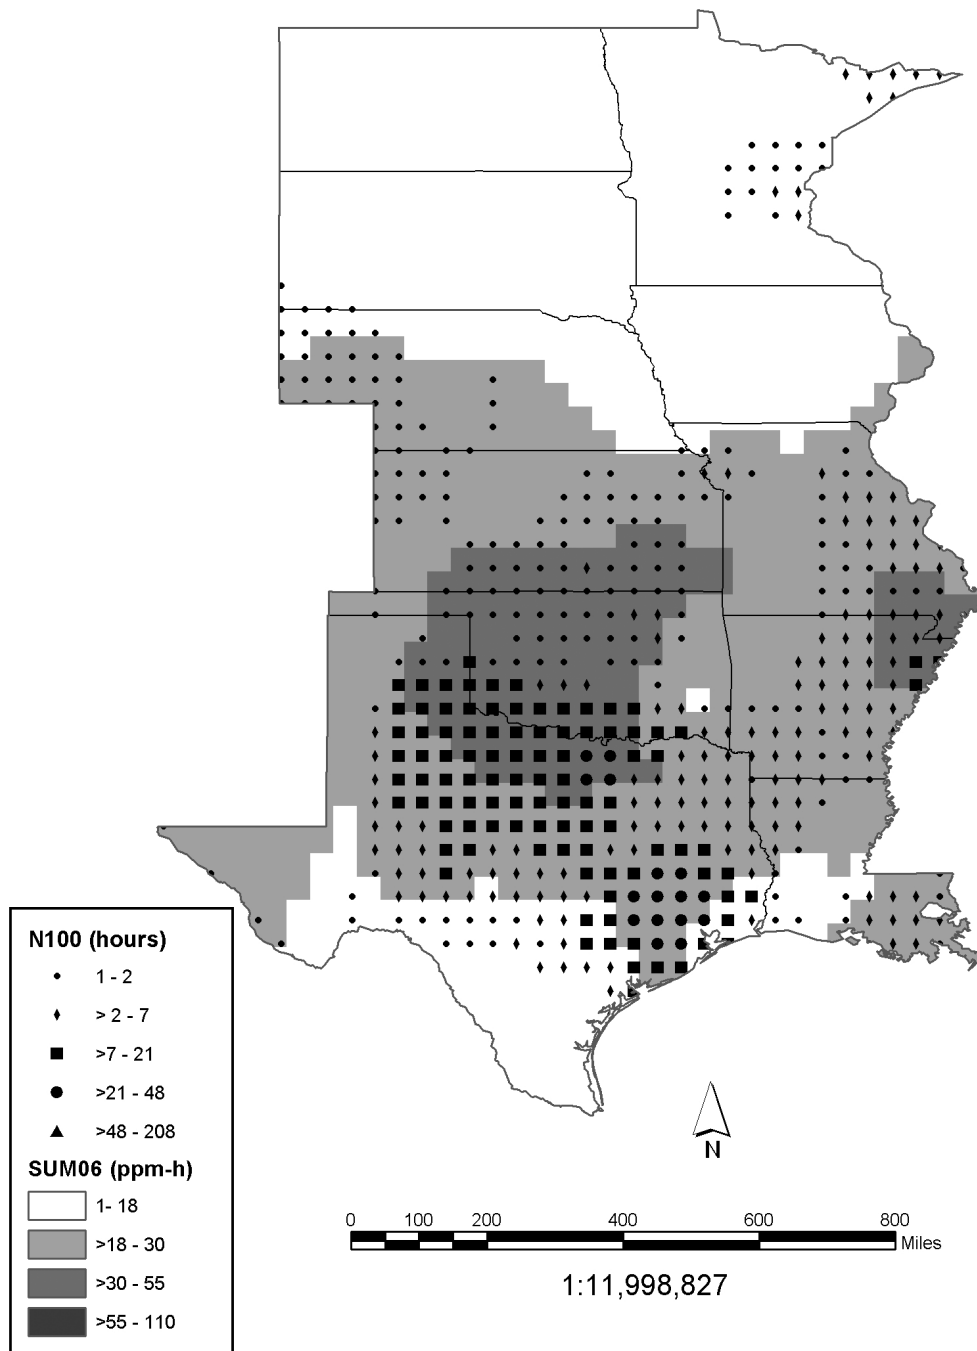 N100 (hours)
1 - 2
> 2 - 7
>7 - 21
>21 - 48
>48 - 208
SUM06 (ppm-h)
1- 18
>18 - 30
>30 - 55
>55 - 110
N
0 100 200 400 600 800
Miles
1:11,998,827